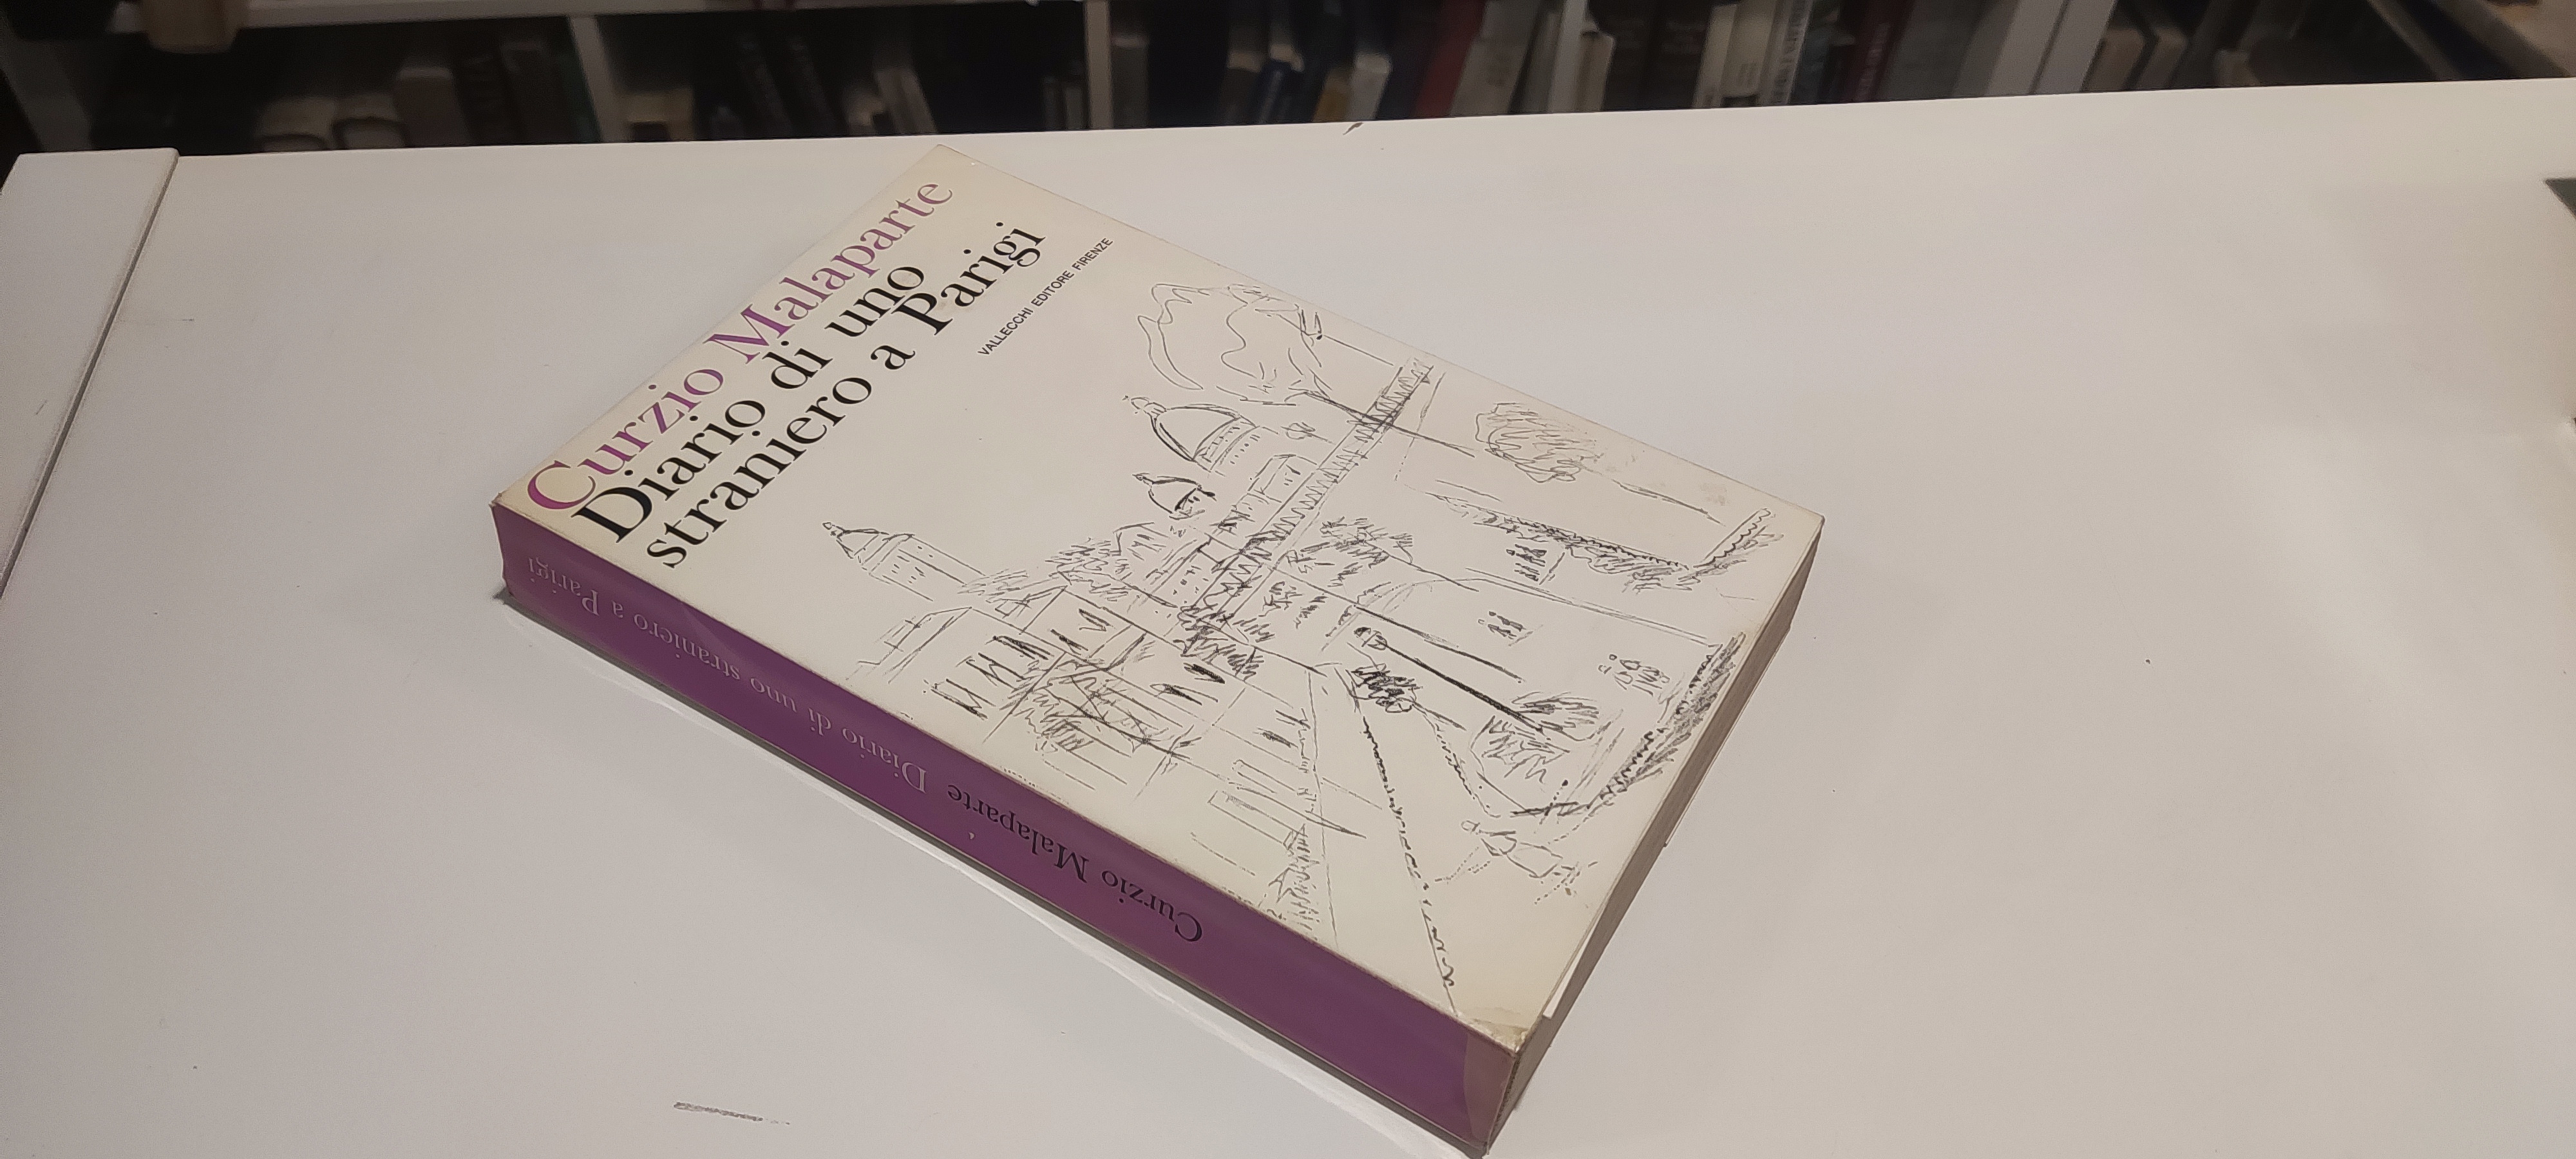 Curzio Malaparte
Diario di uno
straniero a Parigi
VALLECCHI EDITORE FIRENZE
Curzio Malaparte Diario di uno straniero a Parigi